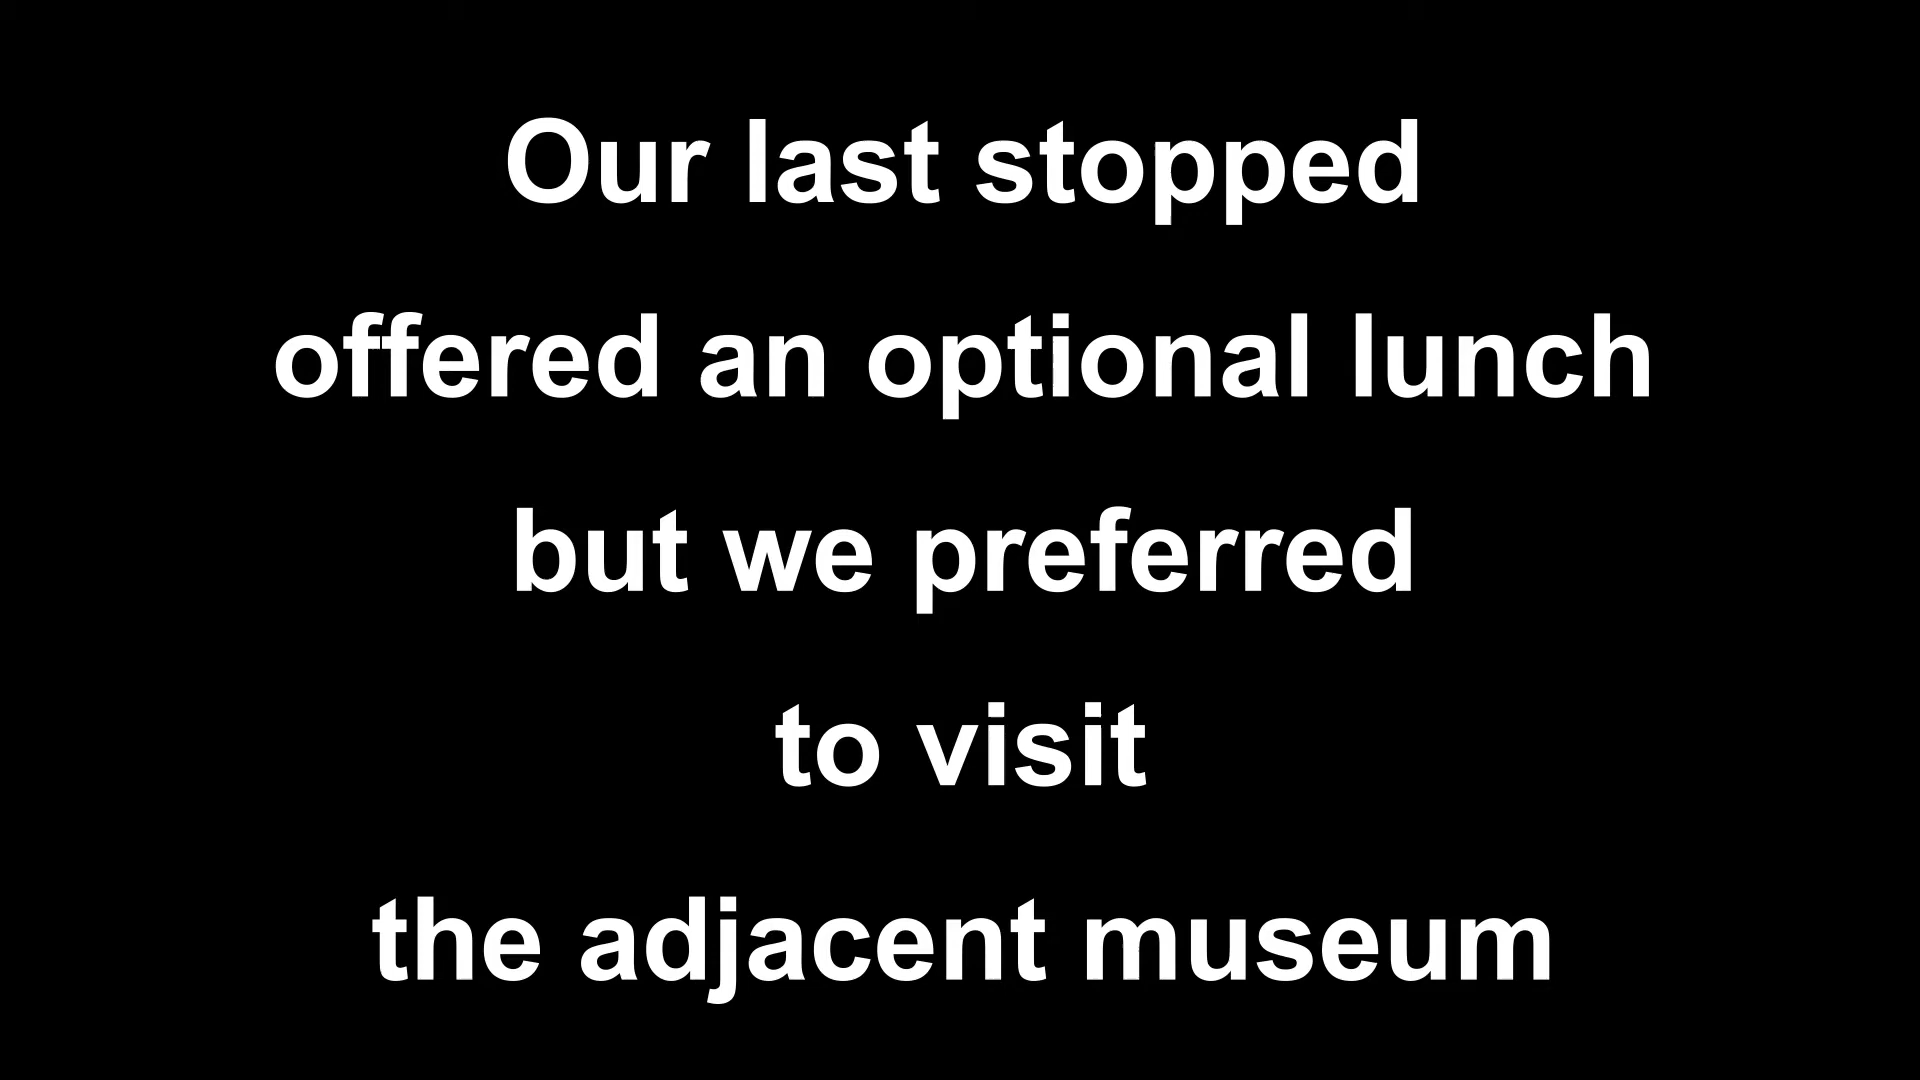 Our last stopped
offered an optional lunch
but we preferred
to visit
the adjacent museum